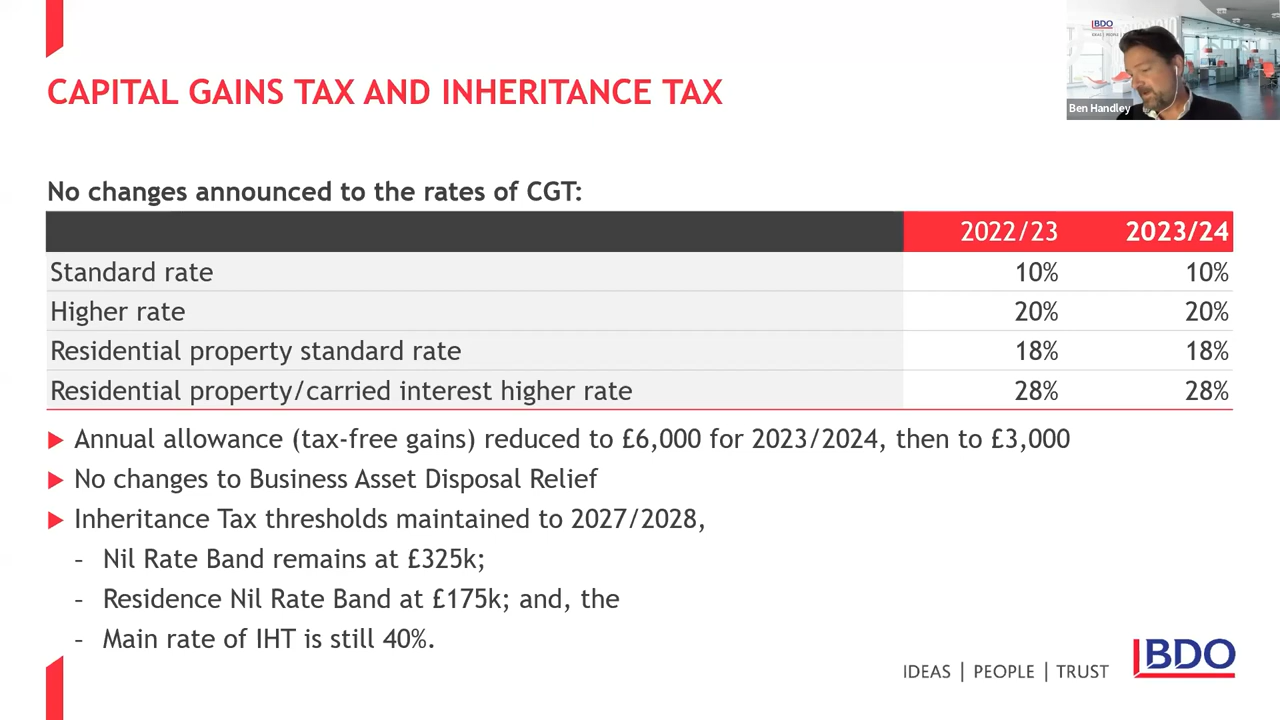 CAPITAL GAINS TAX AND INHERITANCE TAX
BDO
Ben Handley
No changes announced to the rates of CGT:
2022/23 2023/24
Standard rate 10% 10%
Higher rate 20% 20%
Residential property standard rate 18% 18%
Residential property/carried interest higher rate 28% 28%
Annual allowance (tax-free gains) reduced to £6,000 for 2023/2024, then to £3,000
No changes to Business Asset Disposal Relief
Inheritance Tax thresholds maintained to 2027/2028,
- Nil Rate Band remains at £325k;
- Residence Nil Rate Band at £175k; and, the
- Main rate of IHT is still 40%.
IDEAS | PEOPLE | TRUST
BDO